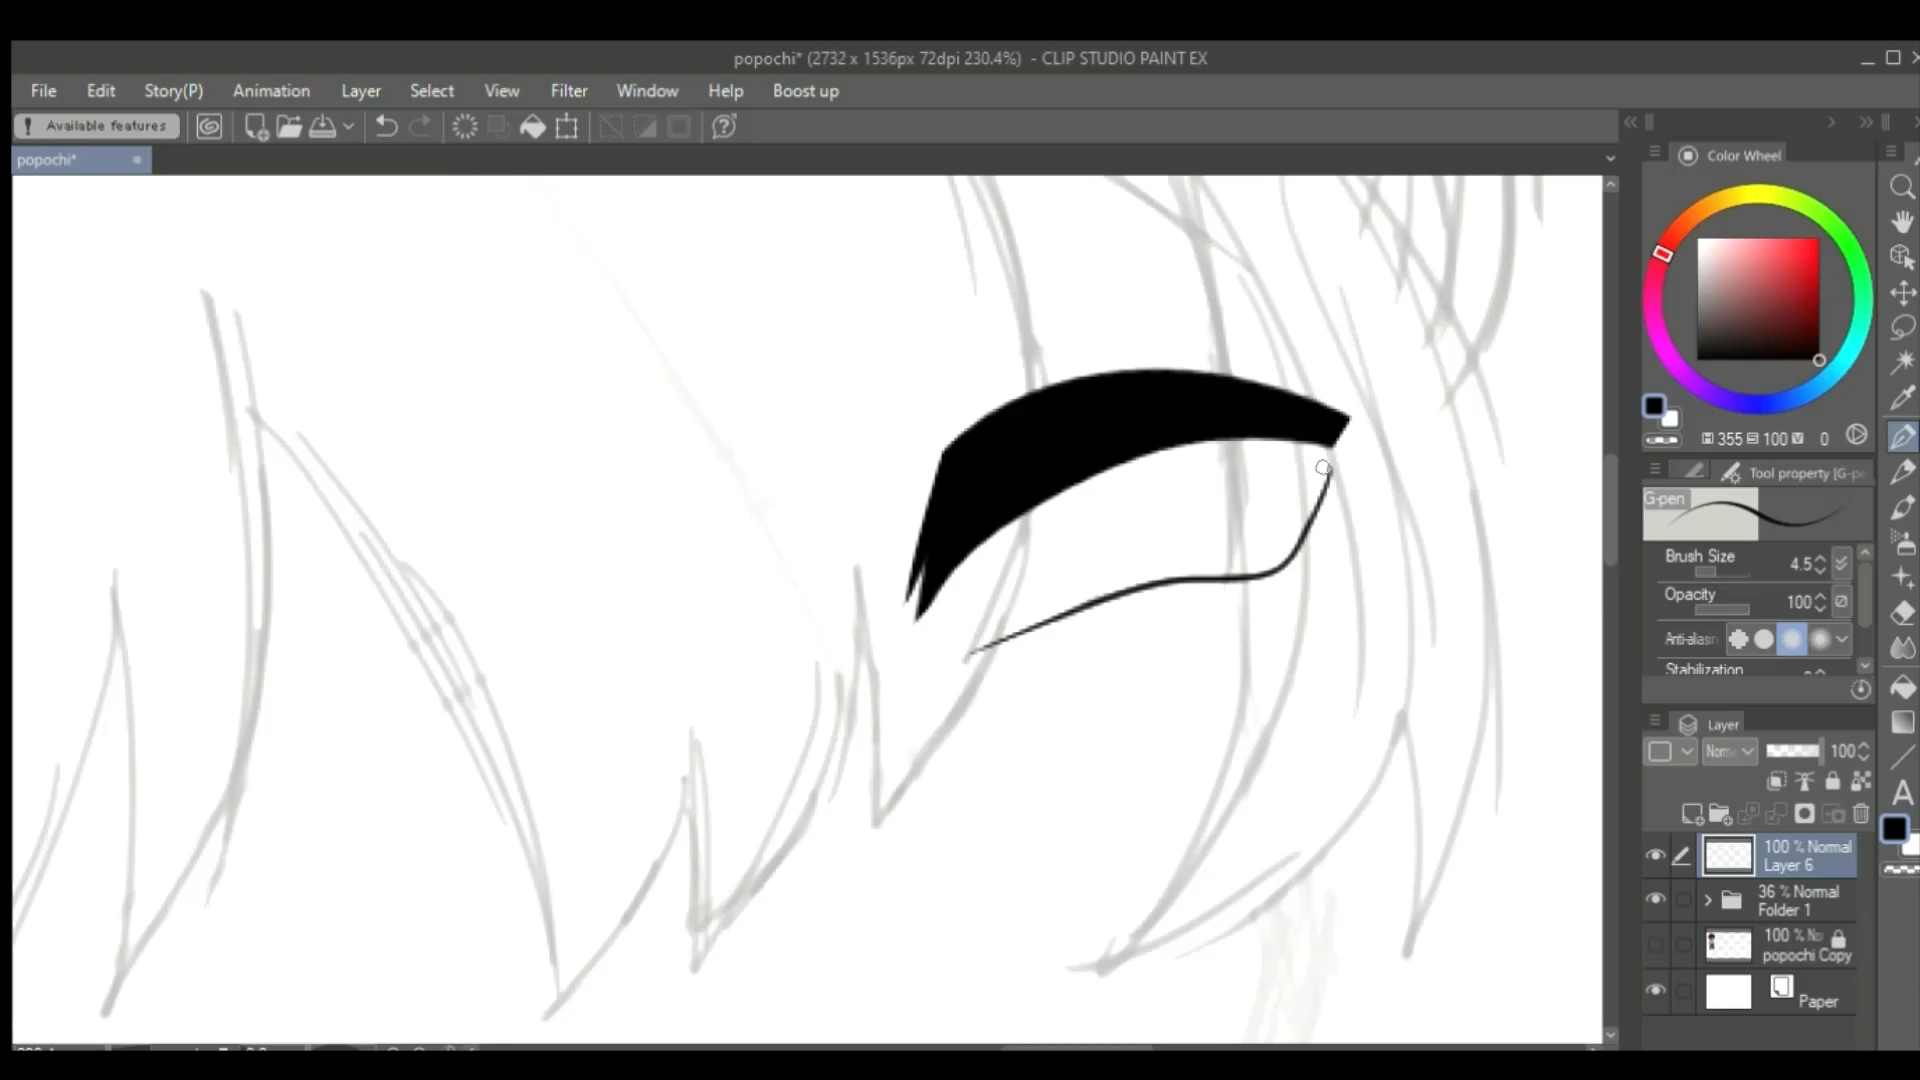 popochi* (2732 x 1536px 72dpi 230.4%) - CLIP STUDIO PAINT EX
File Edit Story(P) Animation Layer Select View Filter Window Help Boost up
! Available features
popochi*
Color Wheel
H 355 S 100 V 0
Tool property [G-pe
G-pen
Brush Size 4.5
Opacity 100
Anti-aliasin
Stabilization
Layer
Norm 100
100 % Normal
Layer 6
36 % Normal
Folder 1
100 % No
popochi Copy
Paper
A